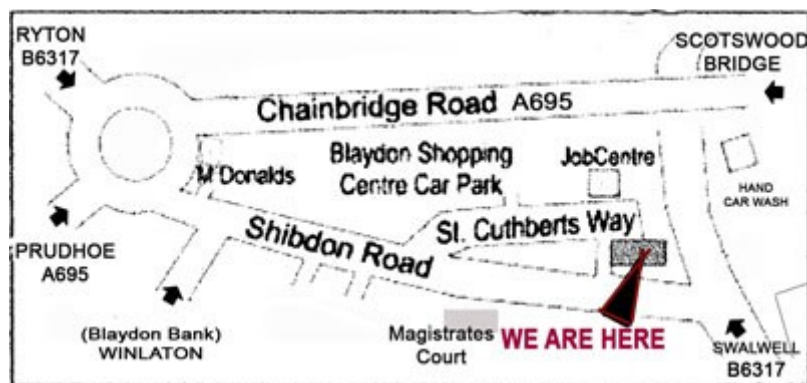 RYTON
B6317
SCOTSWOOD
BRIDGE
Chainbridge Road A695
M Donalds
Blaydon Shopping
Centre Car Park
JobCentre
HAND
CAR WASH
St. Cuthberts Way
Shibdon Road
PRUDHOE
A695
(Blaydon Bank)
WINLATON
Magistrates
Court
WE ARE HERE
SWALWELL
B6317